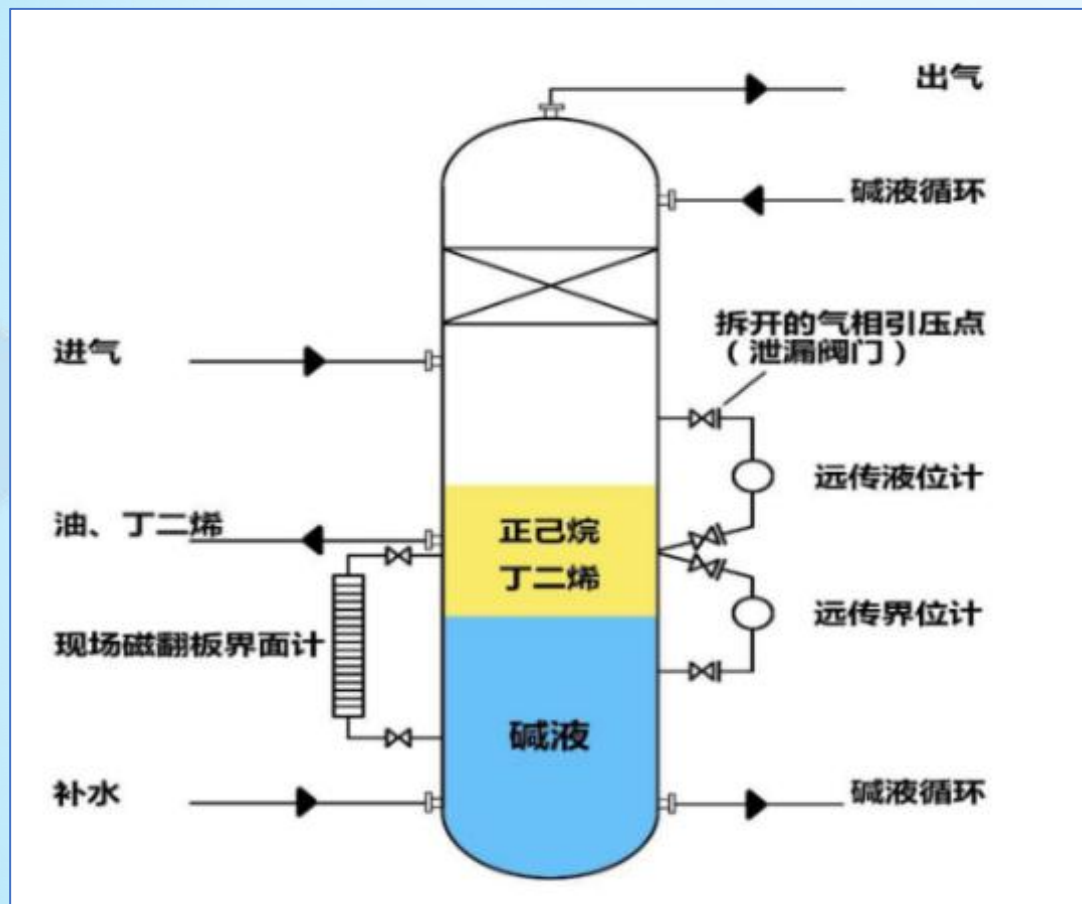 出气
碱液循环
拆开的气相引压点
（泄漏阀门）
进气
远传液位计
油、丁二烯
正己烷
丁二烯
远传界位计
现场磁翻板界面计
碱液
补水
碱液循环